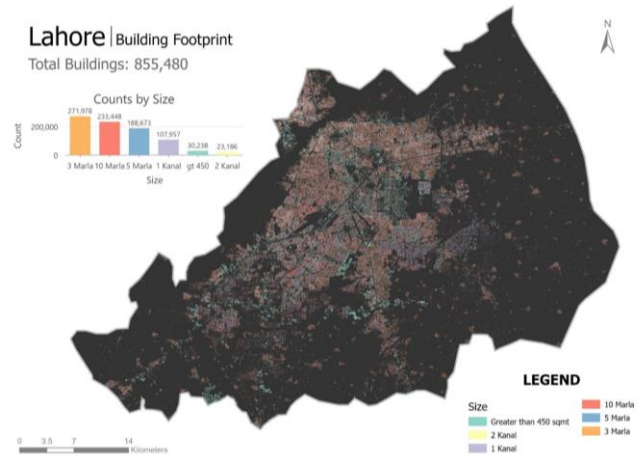 Lahore | Building Footprint
Total Buildings: 855,480
Counts by Size
Count
200,000
0
271,978
233,448
188,673
107,957
30,238
23,186
3 Marla 10 Marla 5 Marla 1 Kanal gt 450 2 Kanal
Size
N
LEGEND
Size
Greater than 450 sqmt
2 Kanal
1 Kanal
10 Marla
5 Marla
3 Marla
0 3.5 7 14
Kilometers